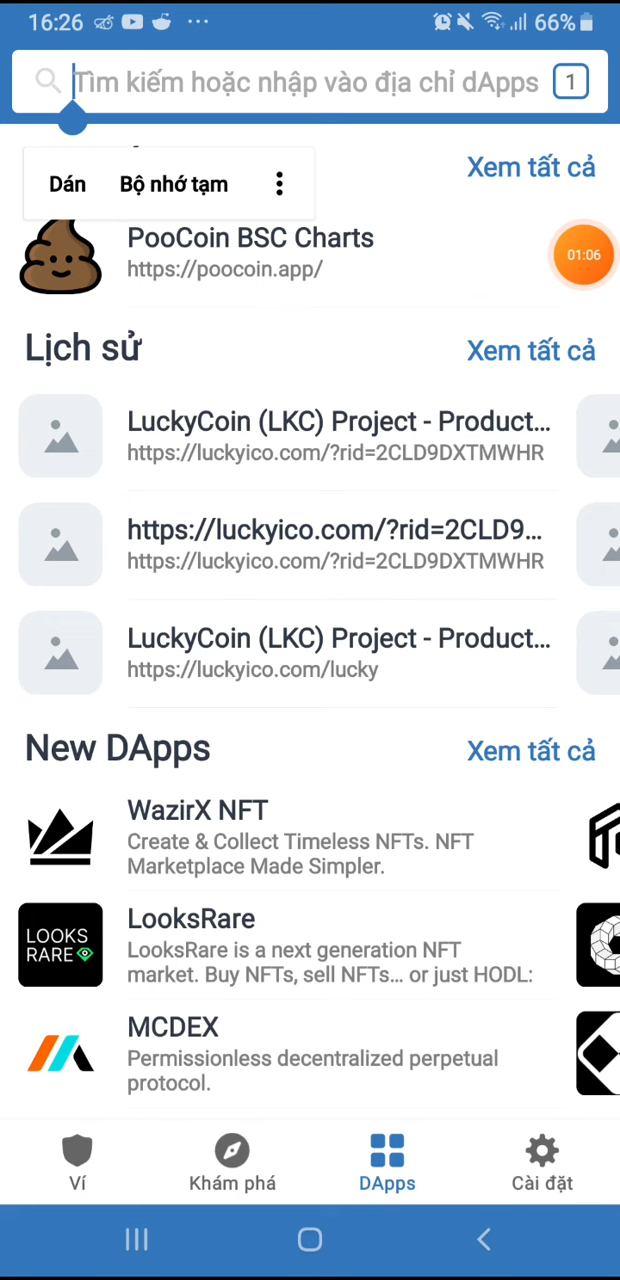 16:26
66%
Tìm kiếm hoặc nhập vào địa chỉ dApps
1
Xem tất cả
Dán
Bộ nhớ tạm
PooCoin BSC Charts
https://poocoin.app/
01:06
Lịch sử
Xem tất cả
LuckyCoin (LKC) Project - Product...
https://luckyico.com/?rid=2CLD9DXTMWHR
https://luckyico.com/?rid=2CLD9...
https://luckyico.com/?rid=2CLD9DXTMWHR
LuckyCoin (LKC) Project - Product...
https://luckyico.com/lucky
New DApps
Xem tất cả
WazirX NFT
Create & Collect Timeless NFTs. NFT
Marketplace Made Simpler.
LOOKS
RARE
LooksRare
LooksRare is a next generation NFT
market. Buy NFTs, sell NFTs... or just HODL:
MCDEX
Permissionless decentralized perpetual
protocol.
Ví
Khám phá
DApps
Cài đặt